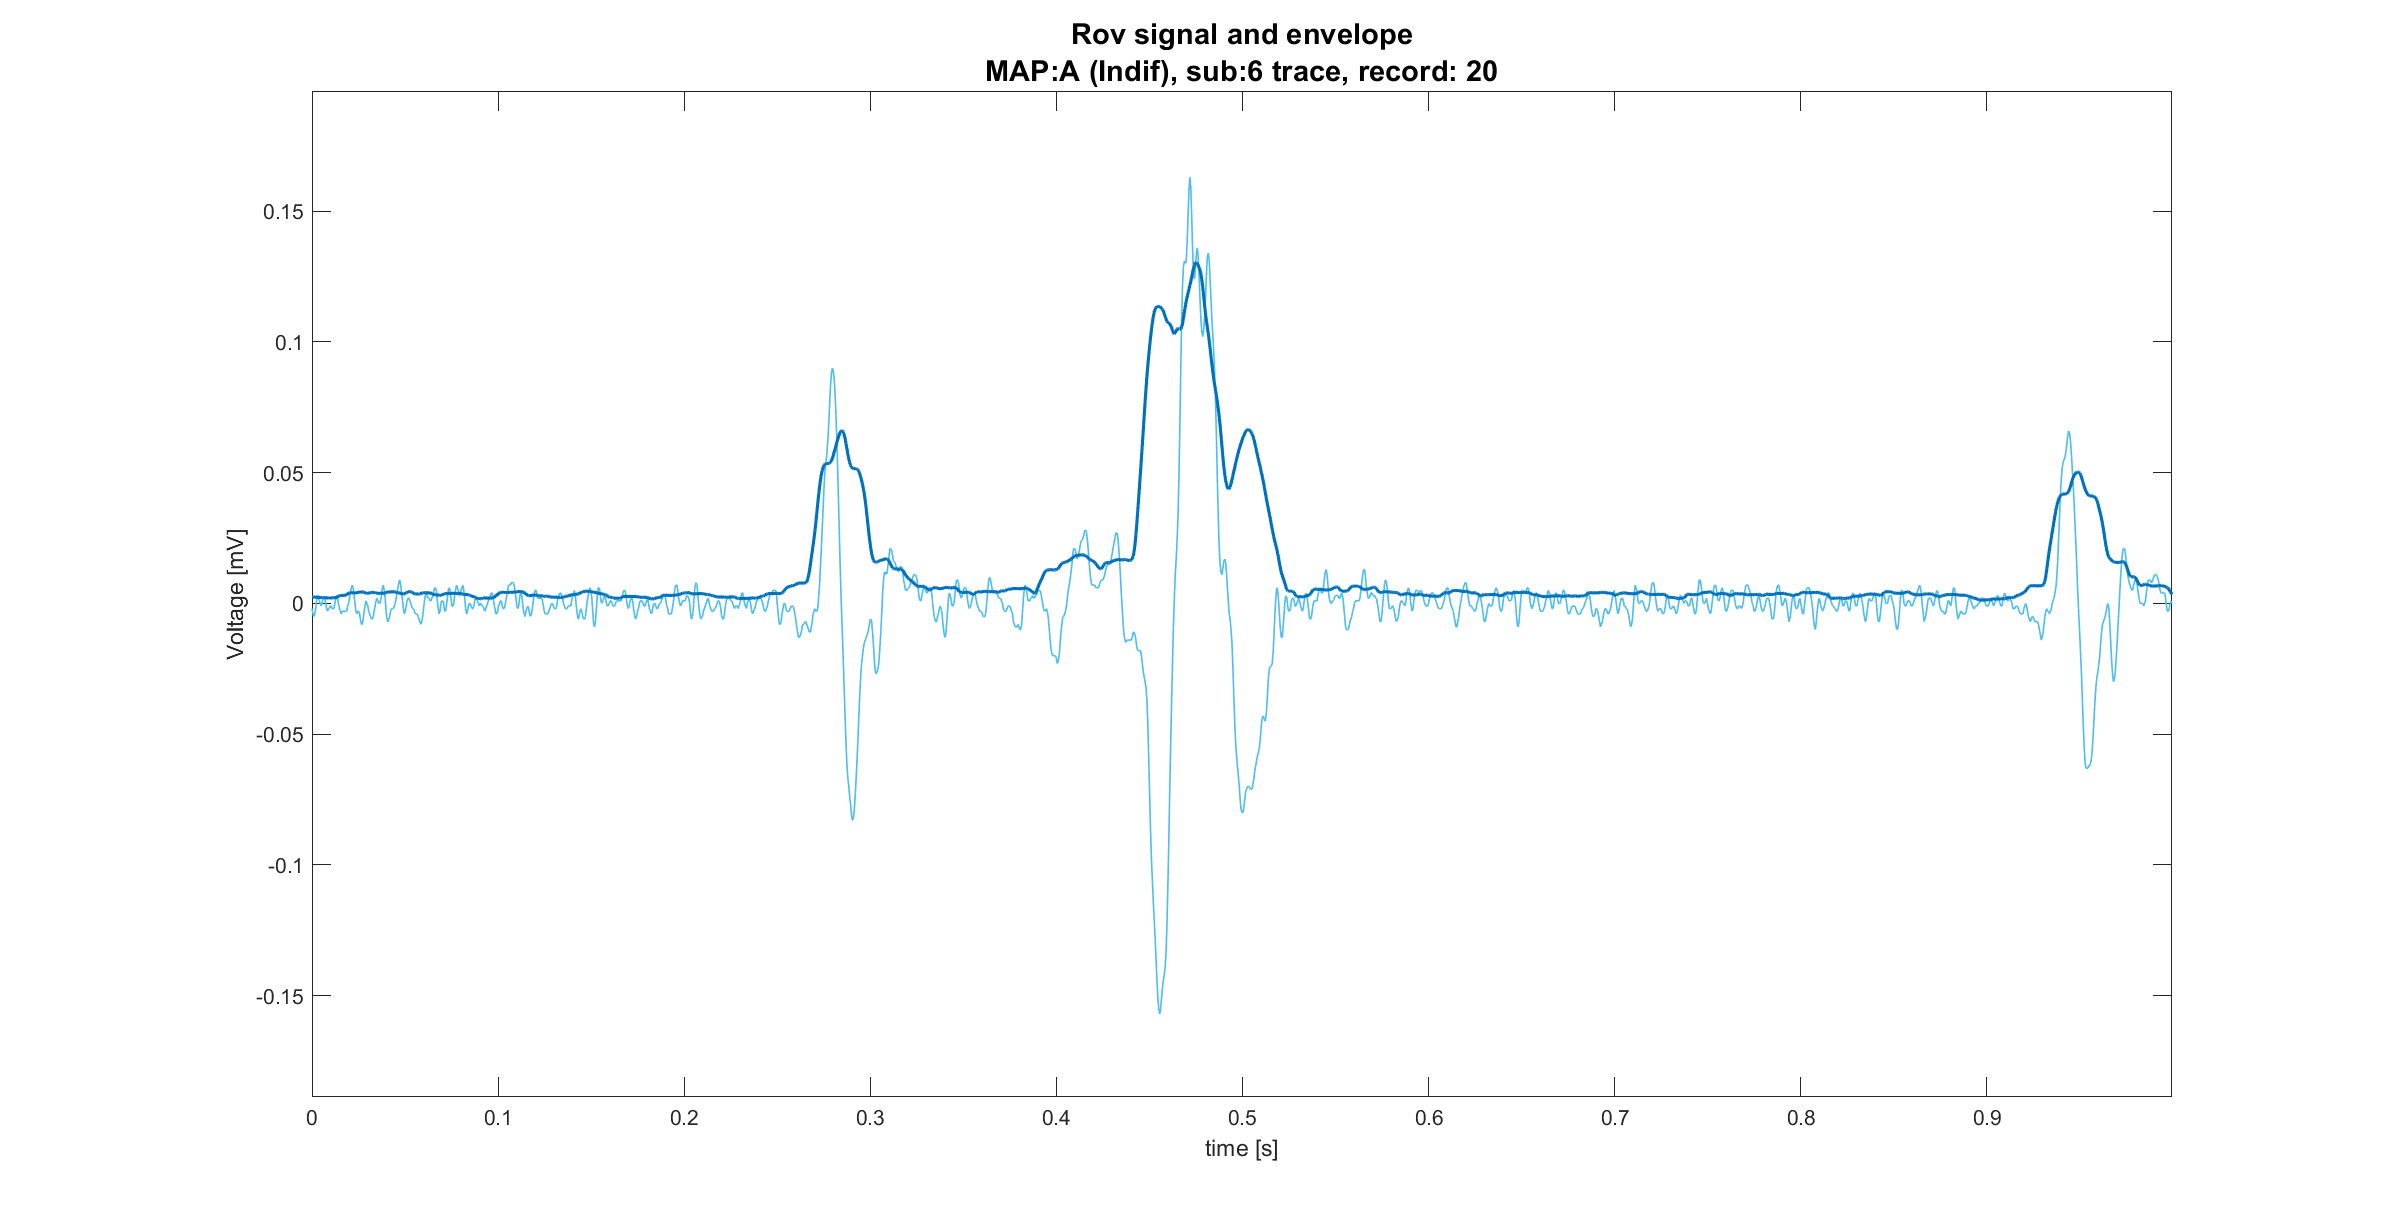 Rov signal and envelope
MAP:A (Indif), sub:6 trace, record: 20
0.15
0.1
0.05
0
-0.05
-0.1
-0.15
Voltage [mV]
0 0.1 0.2 0.3 0.4 0.5 0.6 0.7 0.8 0.9
time [s]